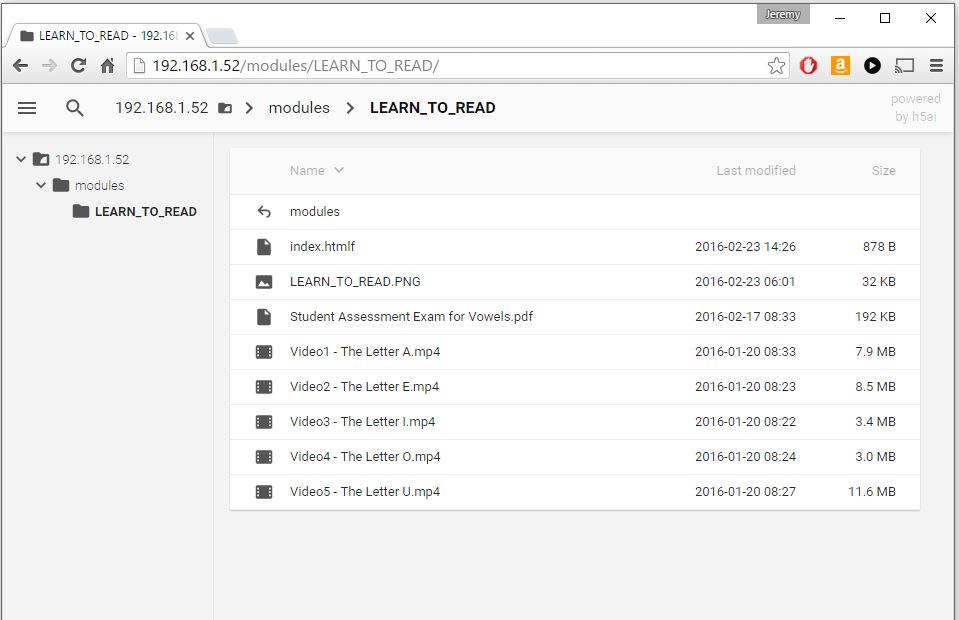 Jeremy
LEARN_TO_READ - 192.16
192.168.1.52/modules/LEARN_TO_READ/
192.168.1.52 modules LEARN_TO_READ
powered
by h5ai
192.168.1.52
modules
LEARN_TO_READ
Name Last modified Size
modules
index.htmlf 2016-02-23 14:26 878 B
LEARN_TO_READ.PNG 2016-02-23 06:01 32 KB
Student Assessment Exam for Vowels.pdf 2016-02-17 08:33 192 KB
Video1 - The Letter A.mp4 2016-01-20 08:33 7.9 MB
Video2 - The Letter E.mp4 2016-01-20 08:23 8.5 MB
Video3 - The Letter I.mp4 2016-01-20 08:22 3.4 MB
Video4 - The Letter O.mp4 2016-01-20 08:24 3.0 MB
Video5 - The Letter U.mp4 2016-01-20 08:27 11.6 MB